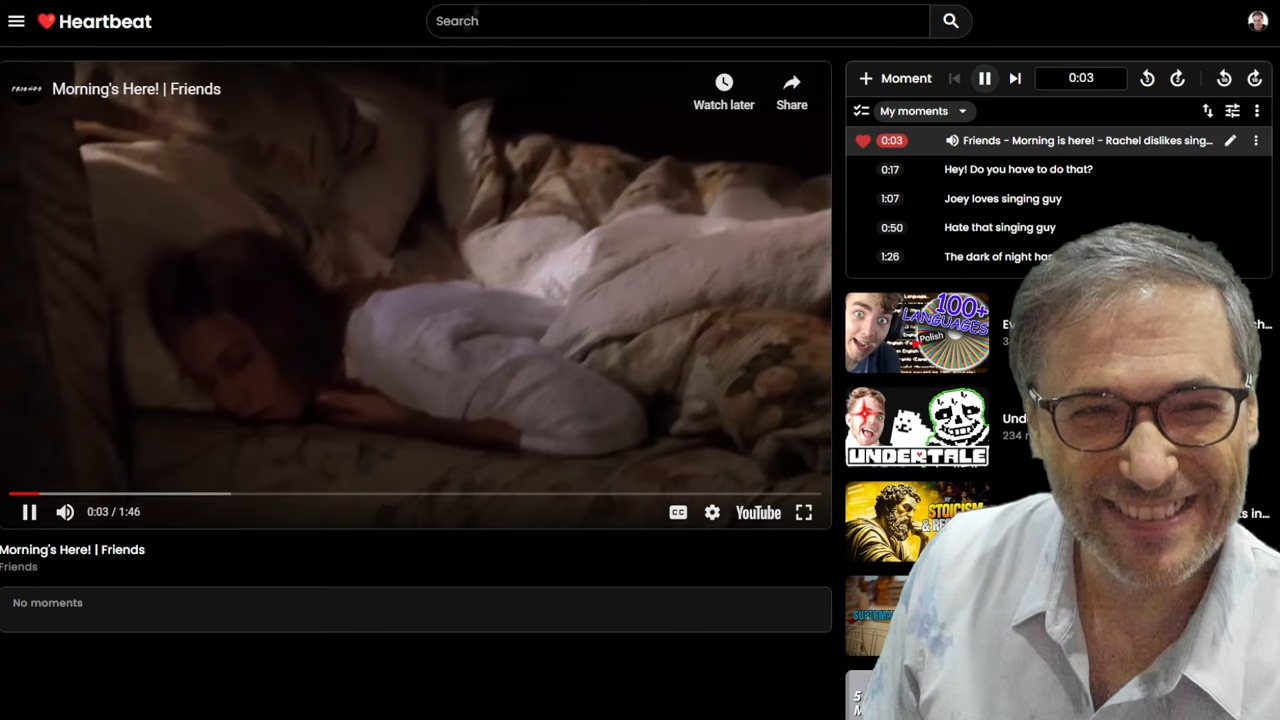 Heartbeat
Search
FRIENDS
Morning's Here! | Friends
Watch later
Share
0:03 / 1:46
CC
YouTube
Morning's Here! | Friends
Friends
No moments
Moment
0:03
My moments
0:03 Friends - Morning is here! - Rachel dislikes sing...
0:17 Hey! Do you have to do that?
1:07 Joey loves singing guy
0:50 Hate that singing guy
1:26 The dark of night
100+
LANGUAGES
Polish
UNDERTALE
234
STOICISM